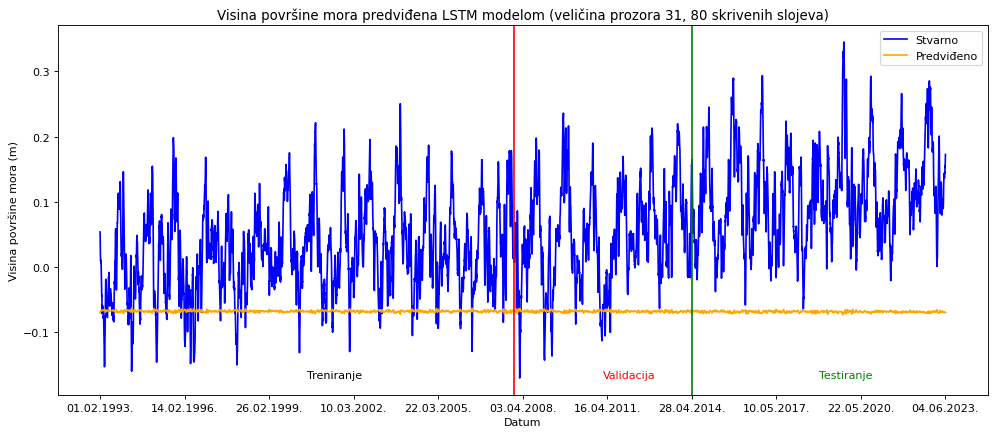 Visina površine mora predviđena LSTM modelom (veličina prozora 31, 80 skrivenih slojeva)
Stvarno
Predviđeno
Visina površine mora (m)
0.3
0.2
0.1
0.0
−0.1
Treniranje
Validacija
Testiranje
01.02.1993.
14.02.1996.
26.02.1999.
10.03.2002.
22.03.2005.
03.04.2008.
16.04.2011.
28.04.2014.
10.05.2017.
22.05.2020.
04.06.2023.
Datum